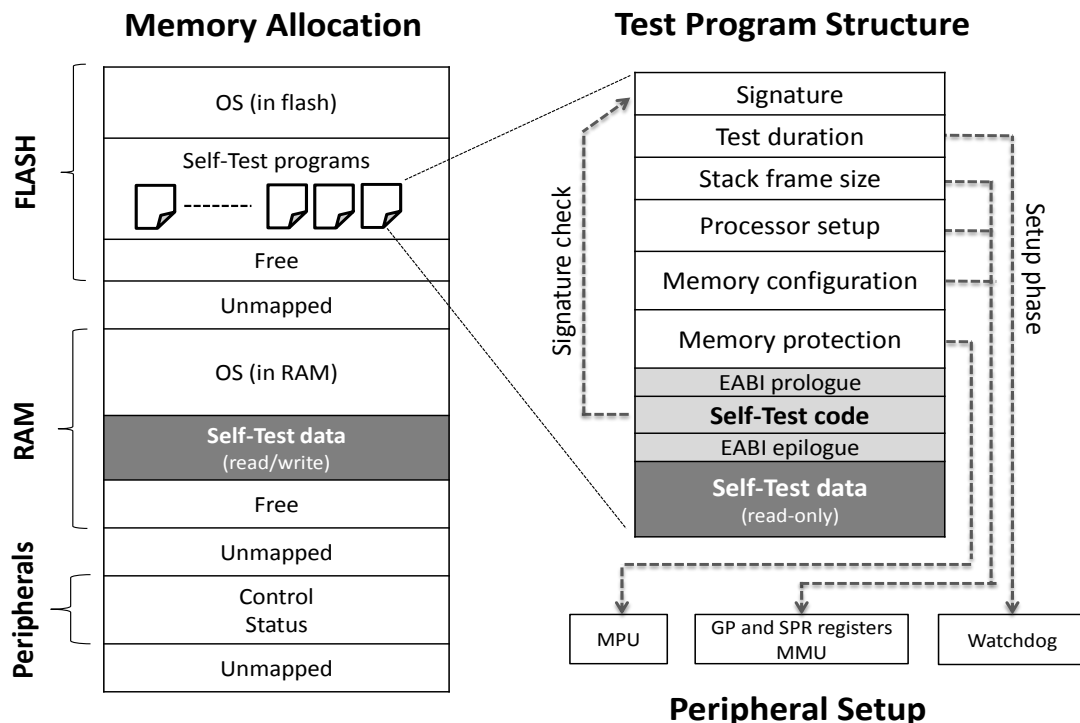 Memory Allocation
FLASH
OS (in flash)
Self-Test programs
Free
Unmapped
RAM
OS (in RAM)
Self-Test data
(read/write)
Free
Unmapped
Peripherals
Control
Status
Unmapped
Test Program Structure
Signature
Test duration
Stack frame size
Processor setup
Memory configuration
Memory protection
EABI prologue
Self-Test code
EABI epilogue
Self-Test data
(read-only)
Signature check
Setup phase
MPU
GP and SPR registers
MMU
Watchdog
Peripheral Setup